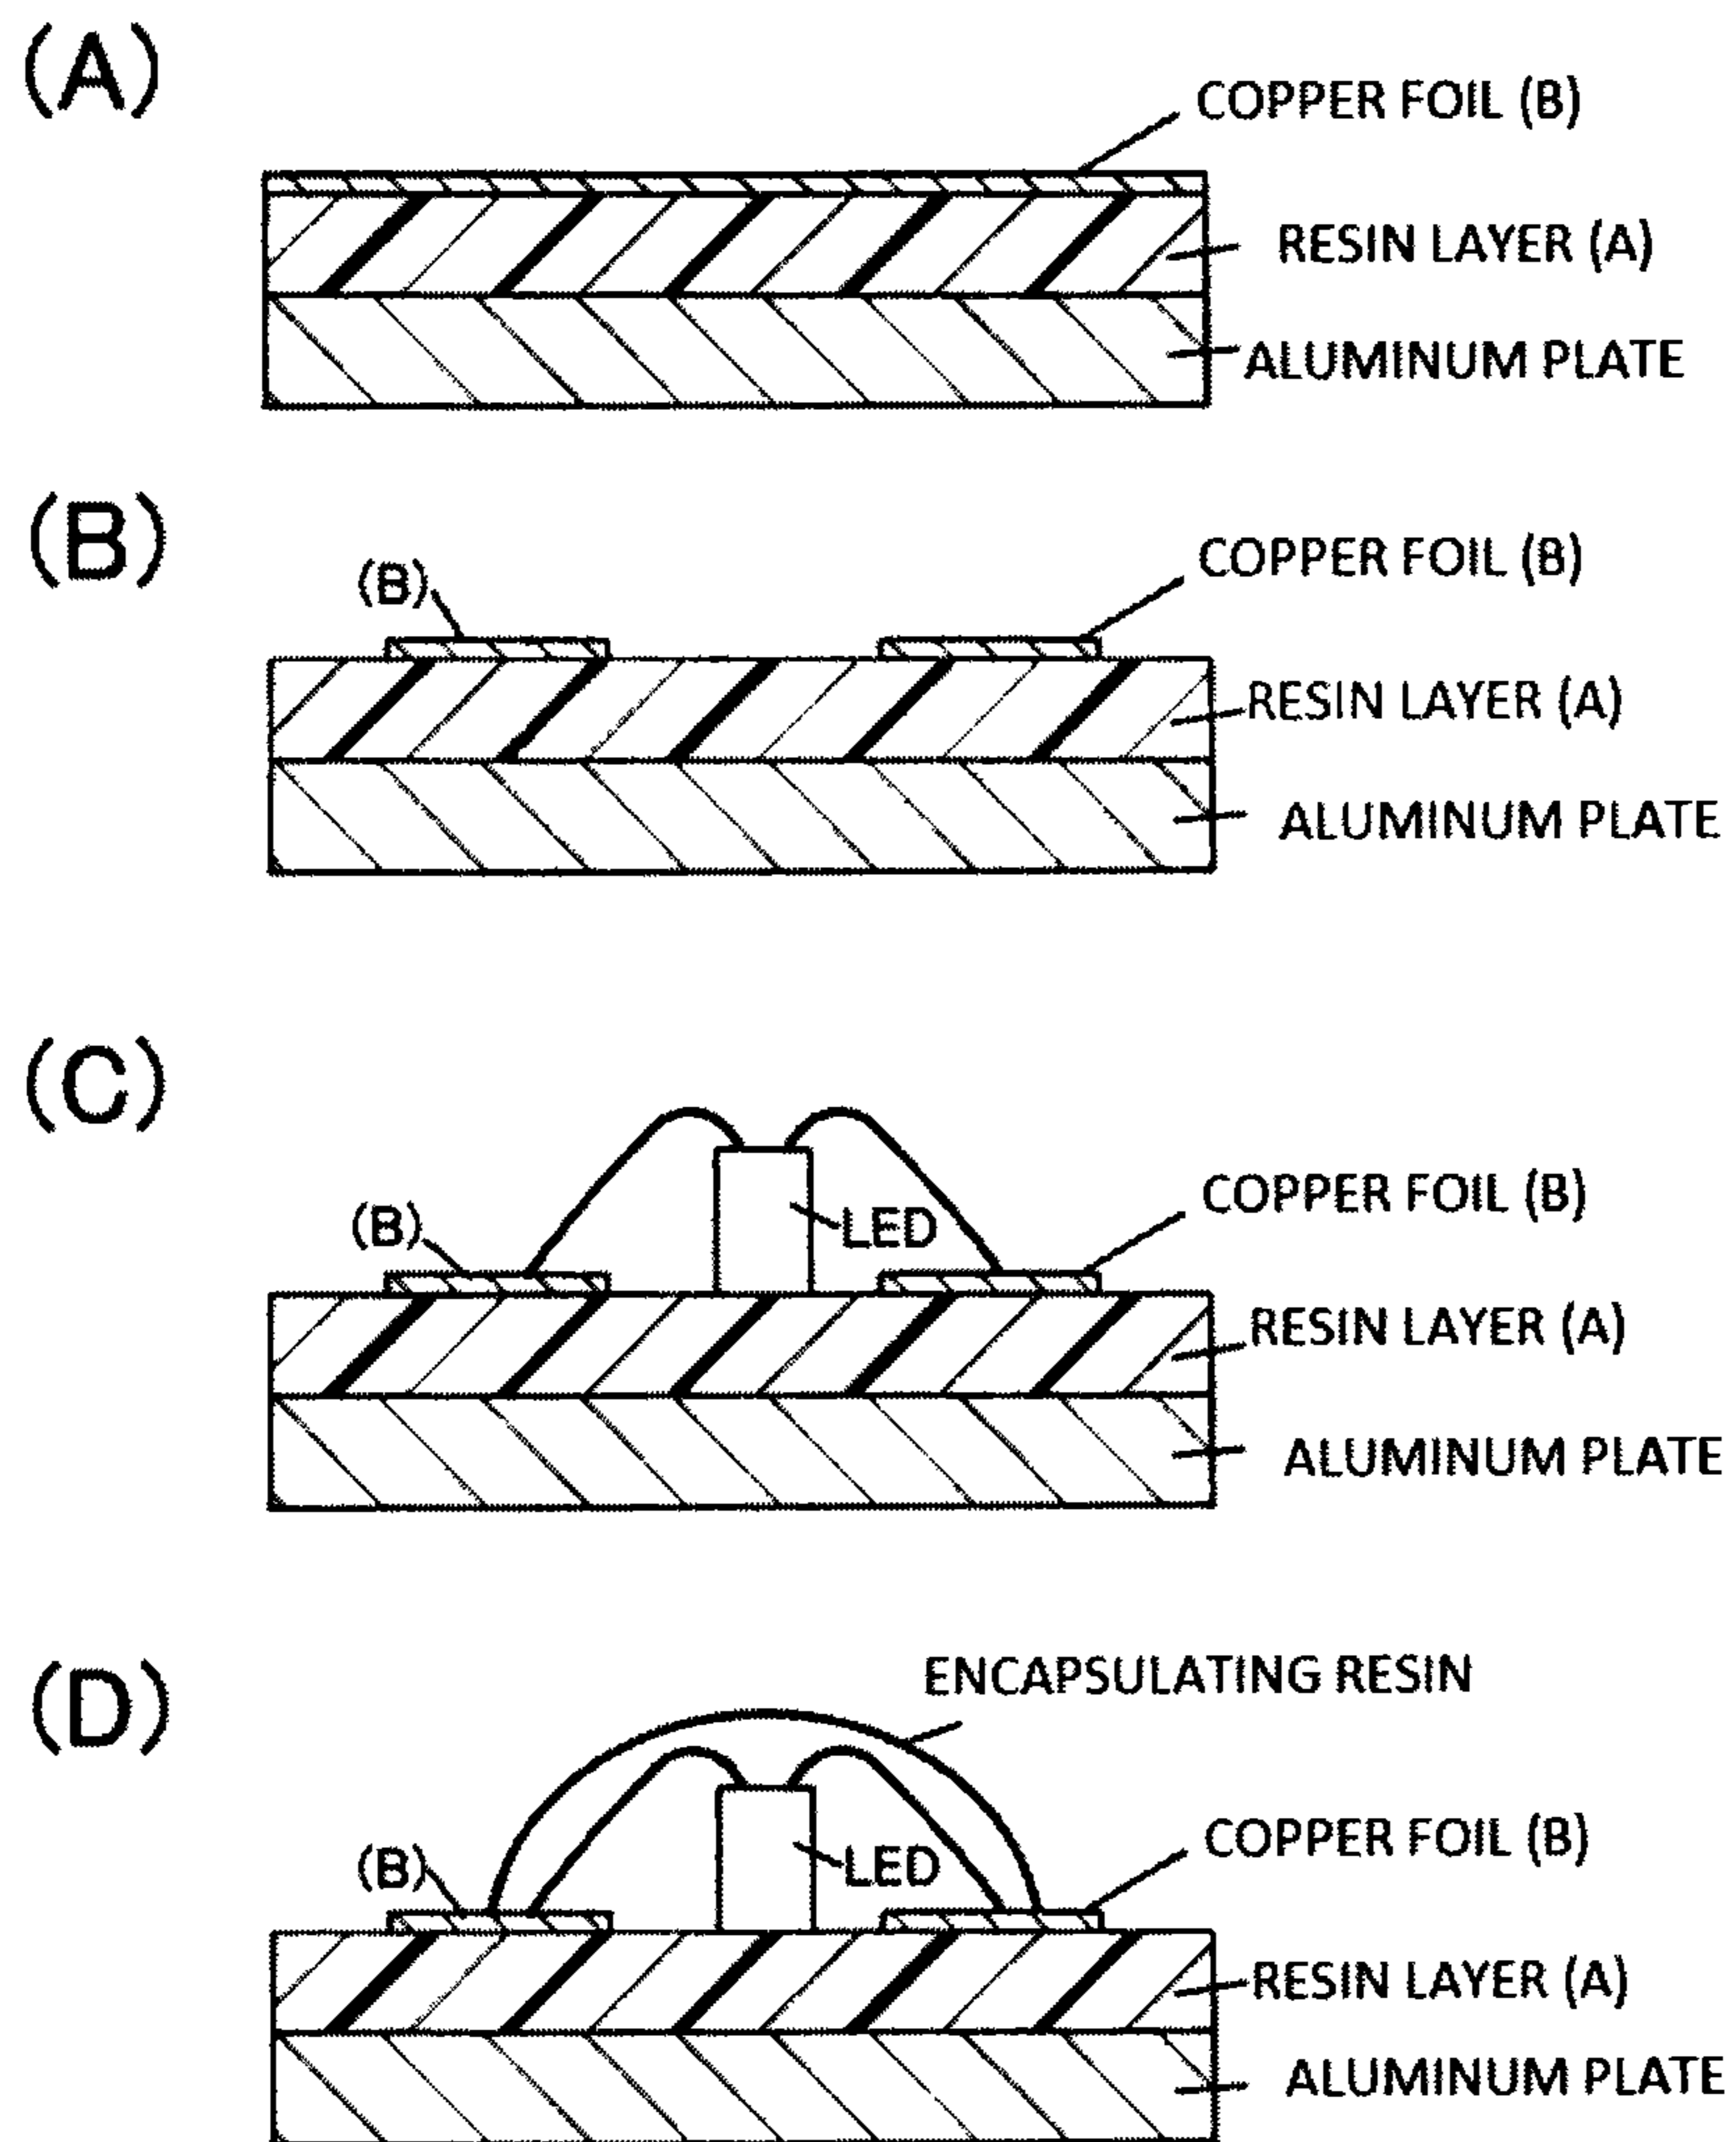 (A)
COPPER FOIL (B)
RESIN LAYER (A)
ALUMINUM PLATE
(B)
COPPER FOIL (B)
(B)
RESIN LAYER (A)
ALUMINUM PLATE
(C)
COPPER FOIL (B)
(B)
LED
RESIN LAYER (A)
ALUMINUM PLATE
(D)
ENCAPSULATING RESIN
COPPER FOIL (B)
(B)
LED
RESIN LAYER (A)
ALUMINUM PLATE